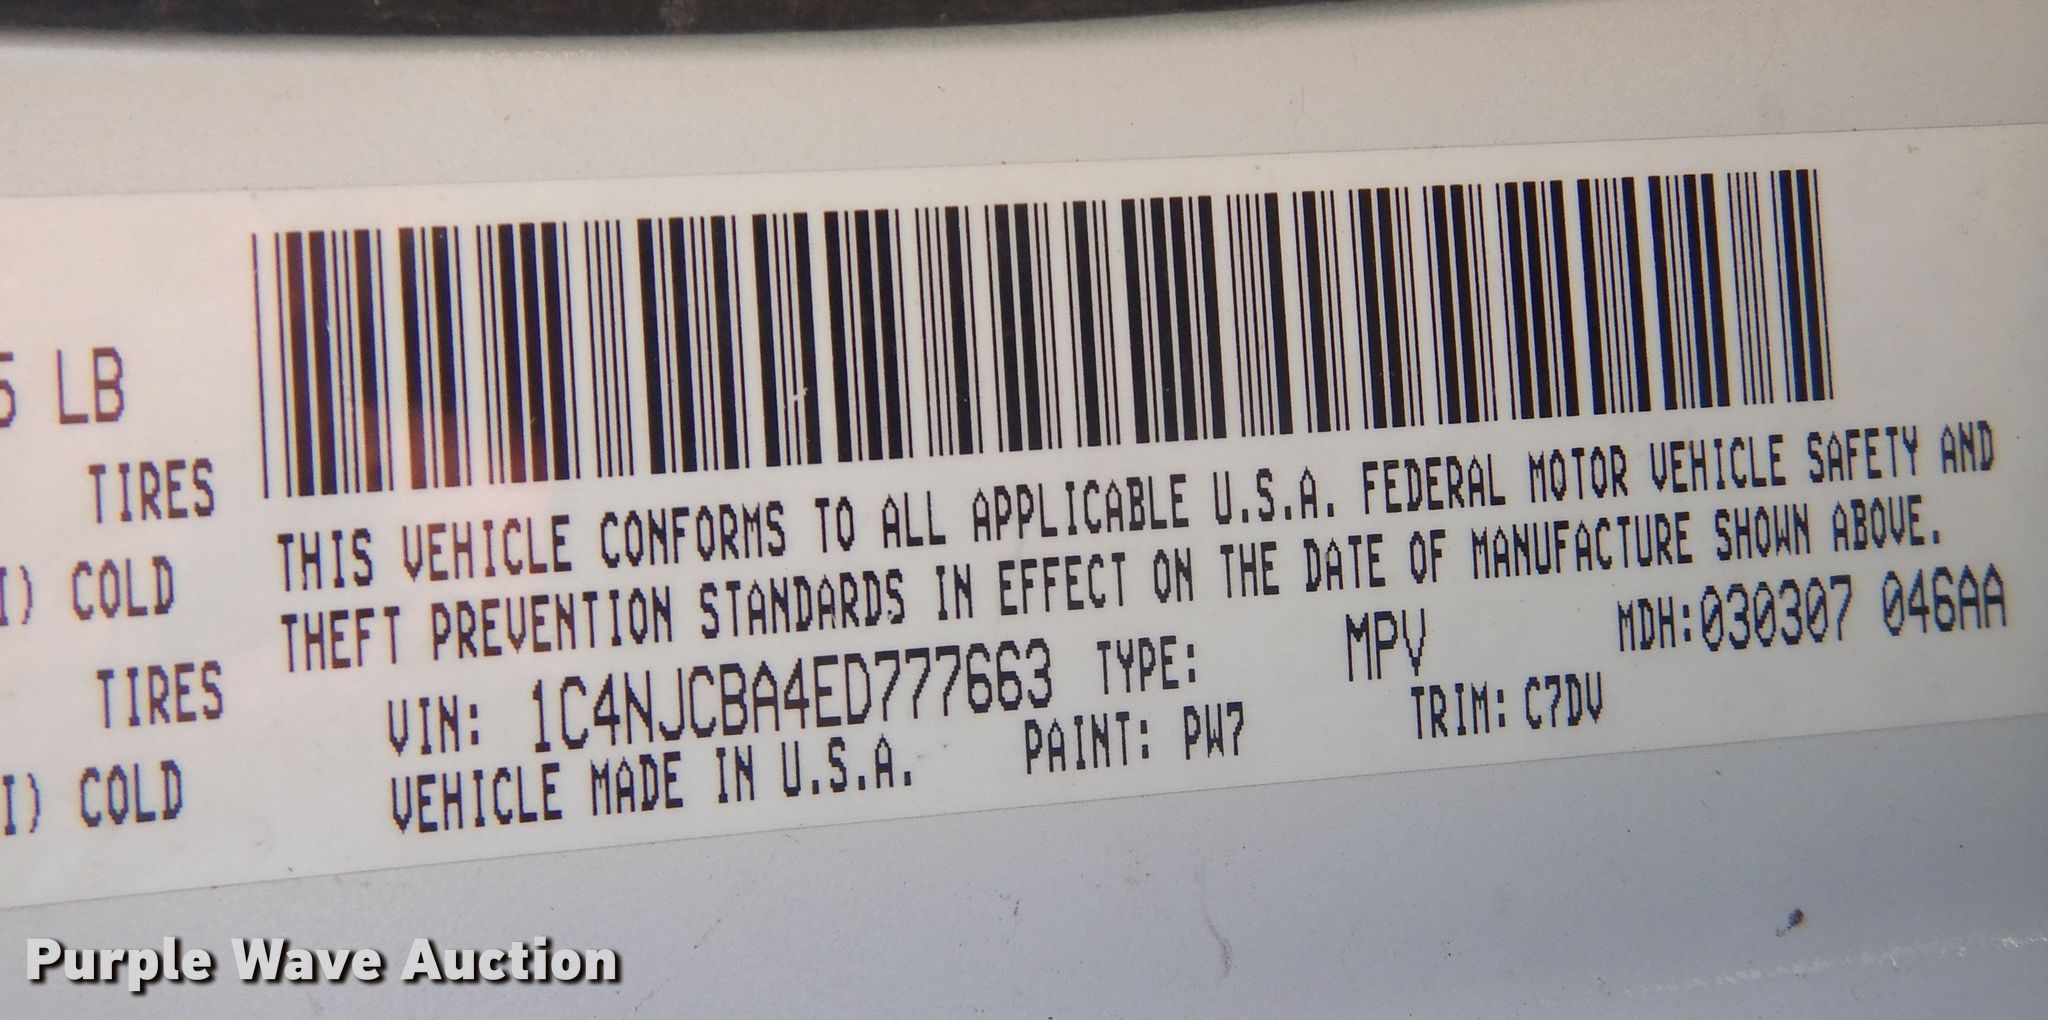 5 LB
TIRES
I) COLD
TIRES
I) COLD
THIS VEHICLE CONFORMS TO ALL APPLICABLE U.S.A. FEDERAL MOTOR VEHICLE SAFETY AND
THEFT PREVENTION STANDARDS IN EFFECT ON THE DATE OF MANUFACTURE SHOWN ABOVE.
VIN: 1C4NJCBA4ED777663 TYPE: MPV MDH:030307 046AA
VEHICLE MADE IN U.S.A. PAINT: PW7 TRIM: C7DV
Purple Wave Auction